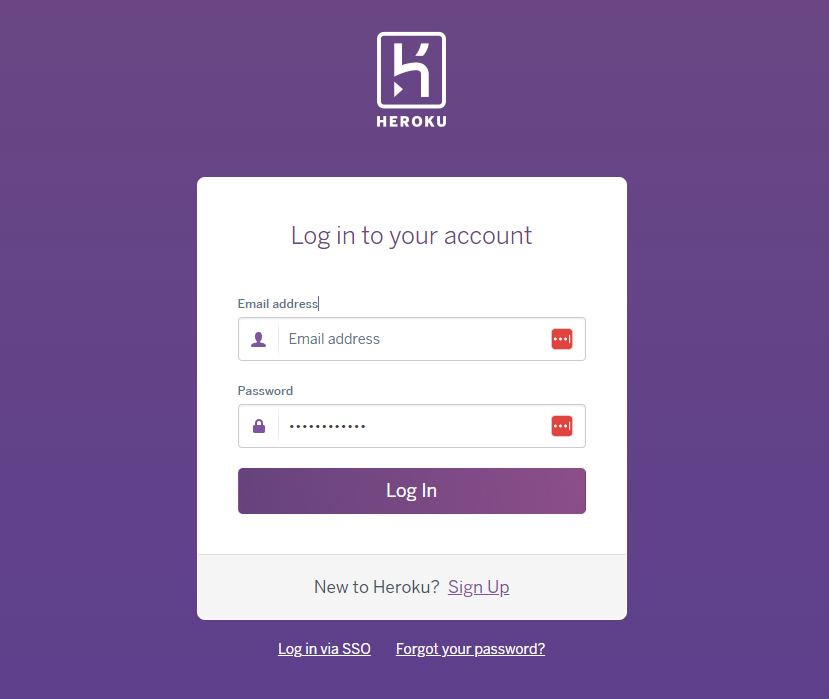 HEROKU
Log in to your account
Email address
Email address
Password
••••••••••••
Log In
New to Heroku? Sign Up
Log in via SSO Forgot your password?